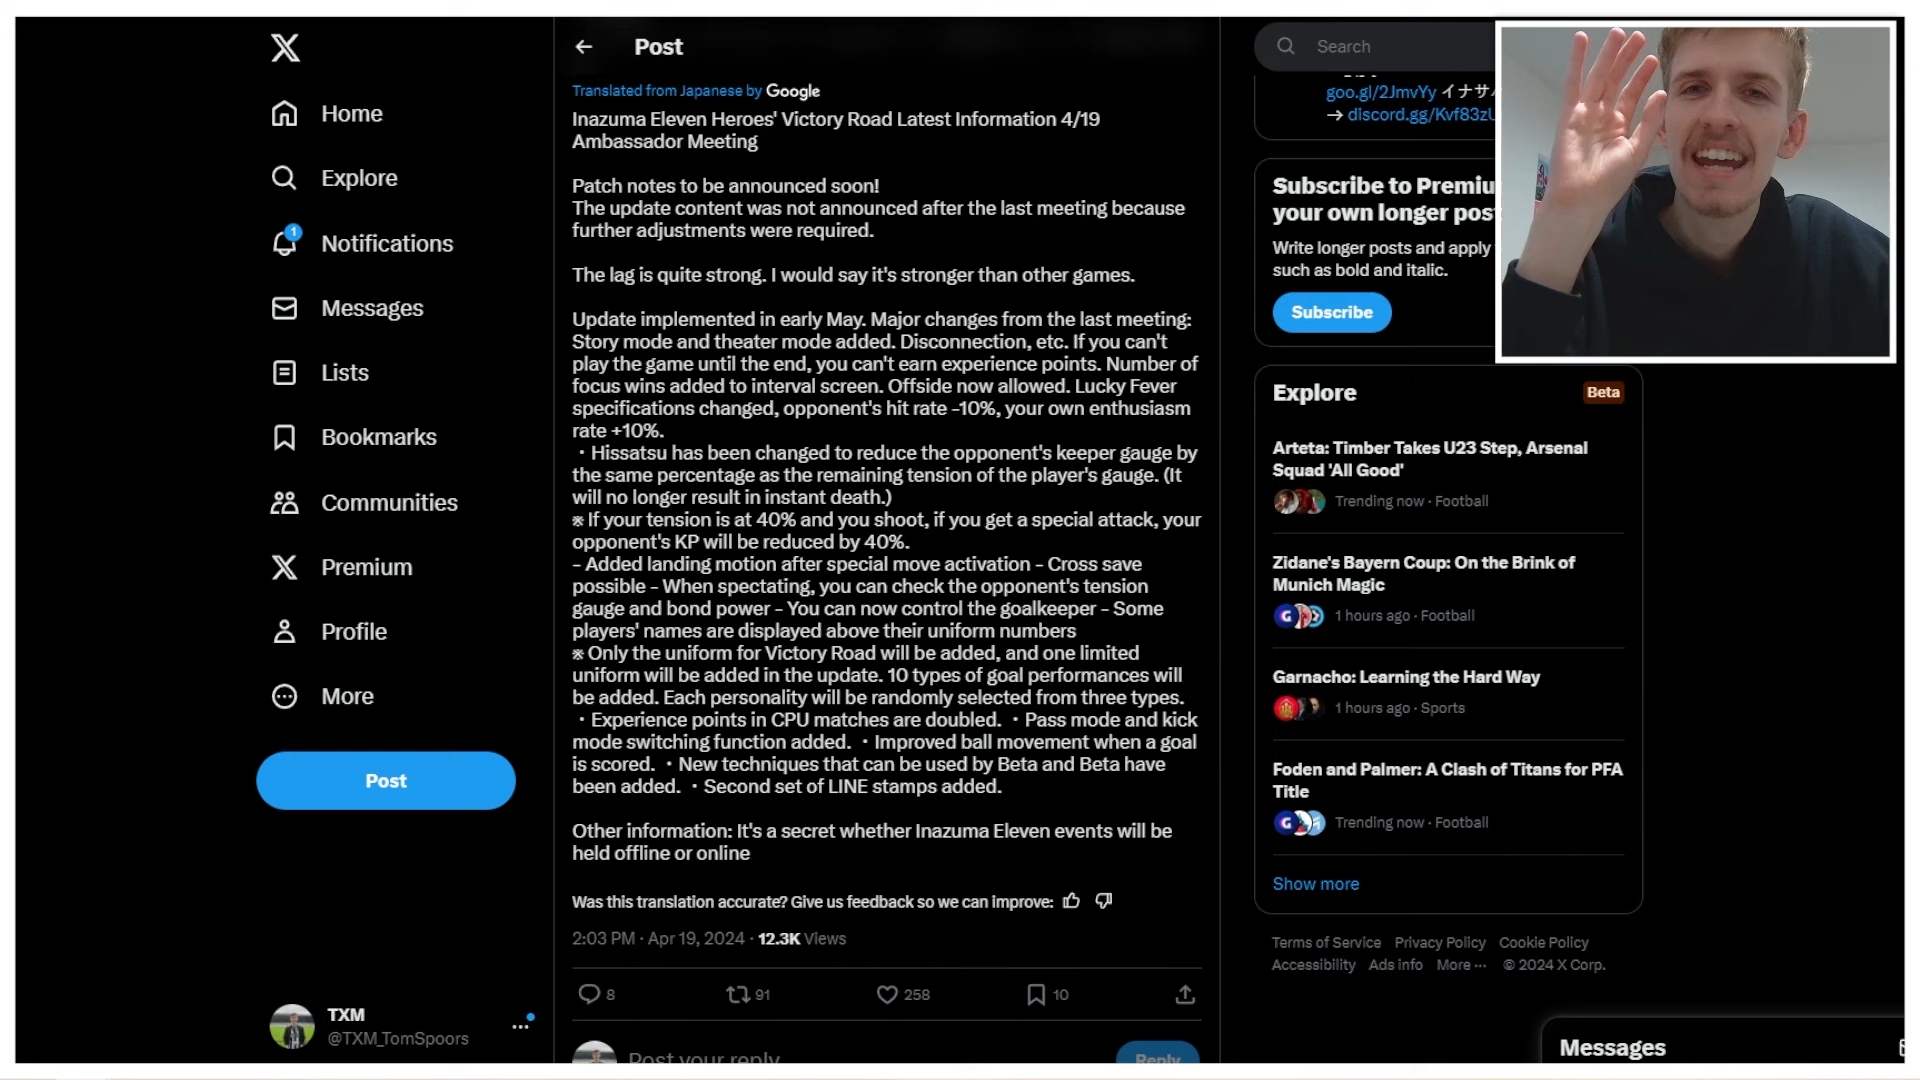 Home
Explore
Notifications
1
Messages
Lists
Bookmarks
Communities
Premium
Profile
More
Post
TXM
@TXM_TomSpoors
Post
Translated from Japanese by Google
Inazuma Eleven Heroes' Victory Road Latest Information 4/19
Ambassador Meeting
Patch notes to be announced soon!
The update content was not announced after the last meeting because
further adjustments were required.
The lag is quite strong. I would say it's stronger than other games.
Update implemented in early May. Major changes from the last meeting:
Story mode and theater mode added. Disconnection, etc. If you can't
play the game until the end, you can't earn experience points. Number of
focus wins added to interval screen. Offside now allowed. Lucky Fever
specifications changed, opponent's hit rate -10%, your own enthusiasm
rate +10%.
・Hissatsu has been changed to reduce the opponent's keeper gauge by
the same percentage as the remaining tension of the player's gauge. (It
will no longer result in instant death.)
※ If your tension is at 40% and you shoot, if you get a special attack, your
opponent's KP will be reduced by 40%.
- Added landing motion after special move activation - Cross save
possible - When spectating, you can check the opponent's tension
gauge and bond power - You can now control the goalkeeper - Some
players' names are displayed above their uniform numbers
※ Only the uniform for Victory Road will be added, and one limited
uniform will be added in the update. 10 types of goal performances will
be added. Each personality will be randomly selected from three types.
・Experience points in CPU matches are doubled. ・Pass mode and kick
mode switching function added. ・Improved ball movement when a goal
is scored. ・New techniques that can be used by Beta and Beta have
been added. ・Second set of LINE stamps added.
Other information: It's a secret whether Inazuma Eleven events will be
held offline or online
Was this translation accurate? Give us feedback so we can improve:
2:03 PM · Apr 19, 2024 · 12.3K Views
8 91 258 10
Post your reply
Reply
Search
goo.gl/2JmvYy イナサ
→ discord.gg/Kvf83z
Subscribe to Premiu
your own longer pos
Write longer posts and apply
such as bold and italic.
Subscribe
Explore
Beta
Arteta: Timber Takes U23 Step, Arsenal
Squad 'All Good'
Trending now · Football
Zidane's Bayern Coup: On the Brink of
Munich Magic
1 hours ago · Football
Garnacho: Learning the Hard Way
1 hours ago · Sports
Foden and Palmer: A Clash of Titans for PFA
Title
Trending now · Football
Show more
Terms of Service Privacy Policy Cookie Policy
Accessibility Ads info More ··· © 2024 X Corp.
Messages